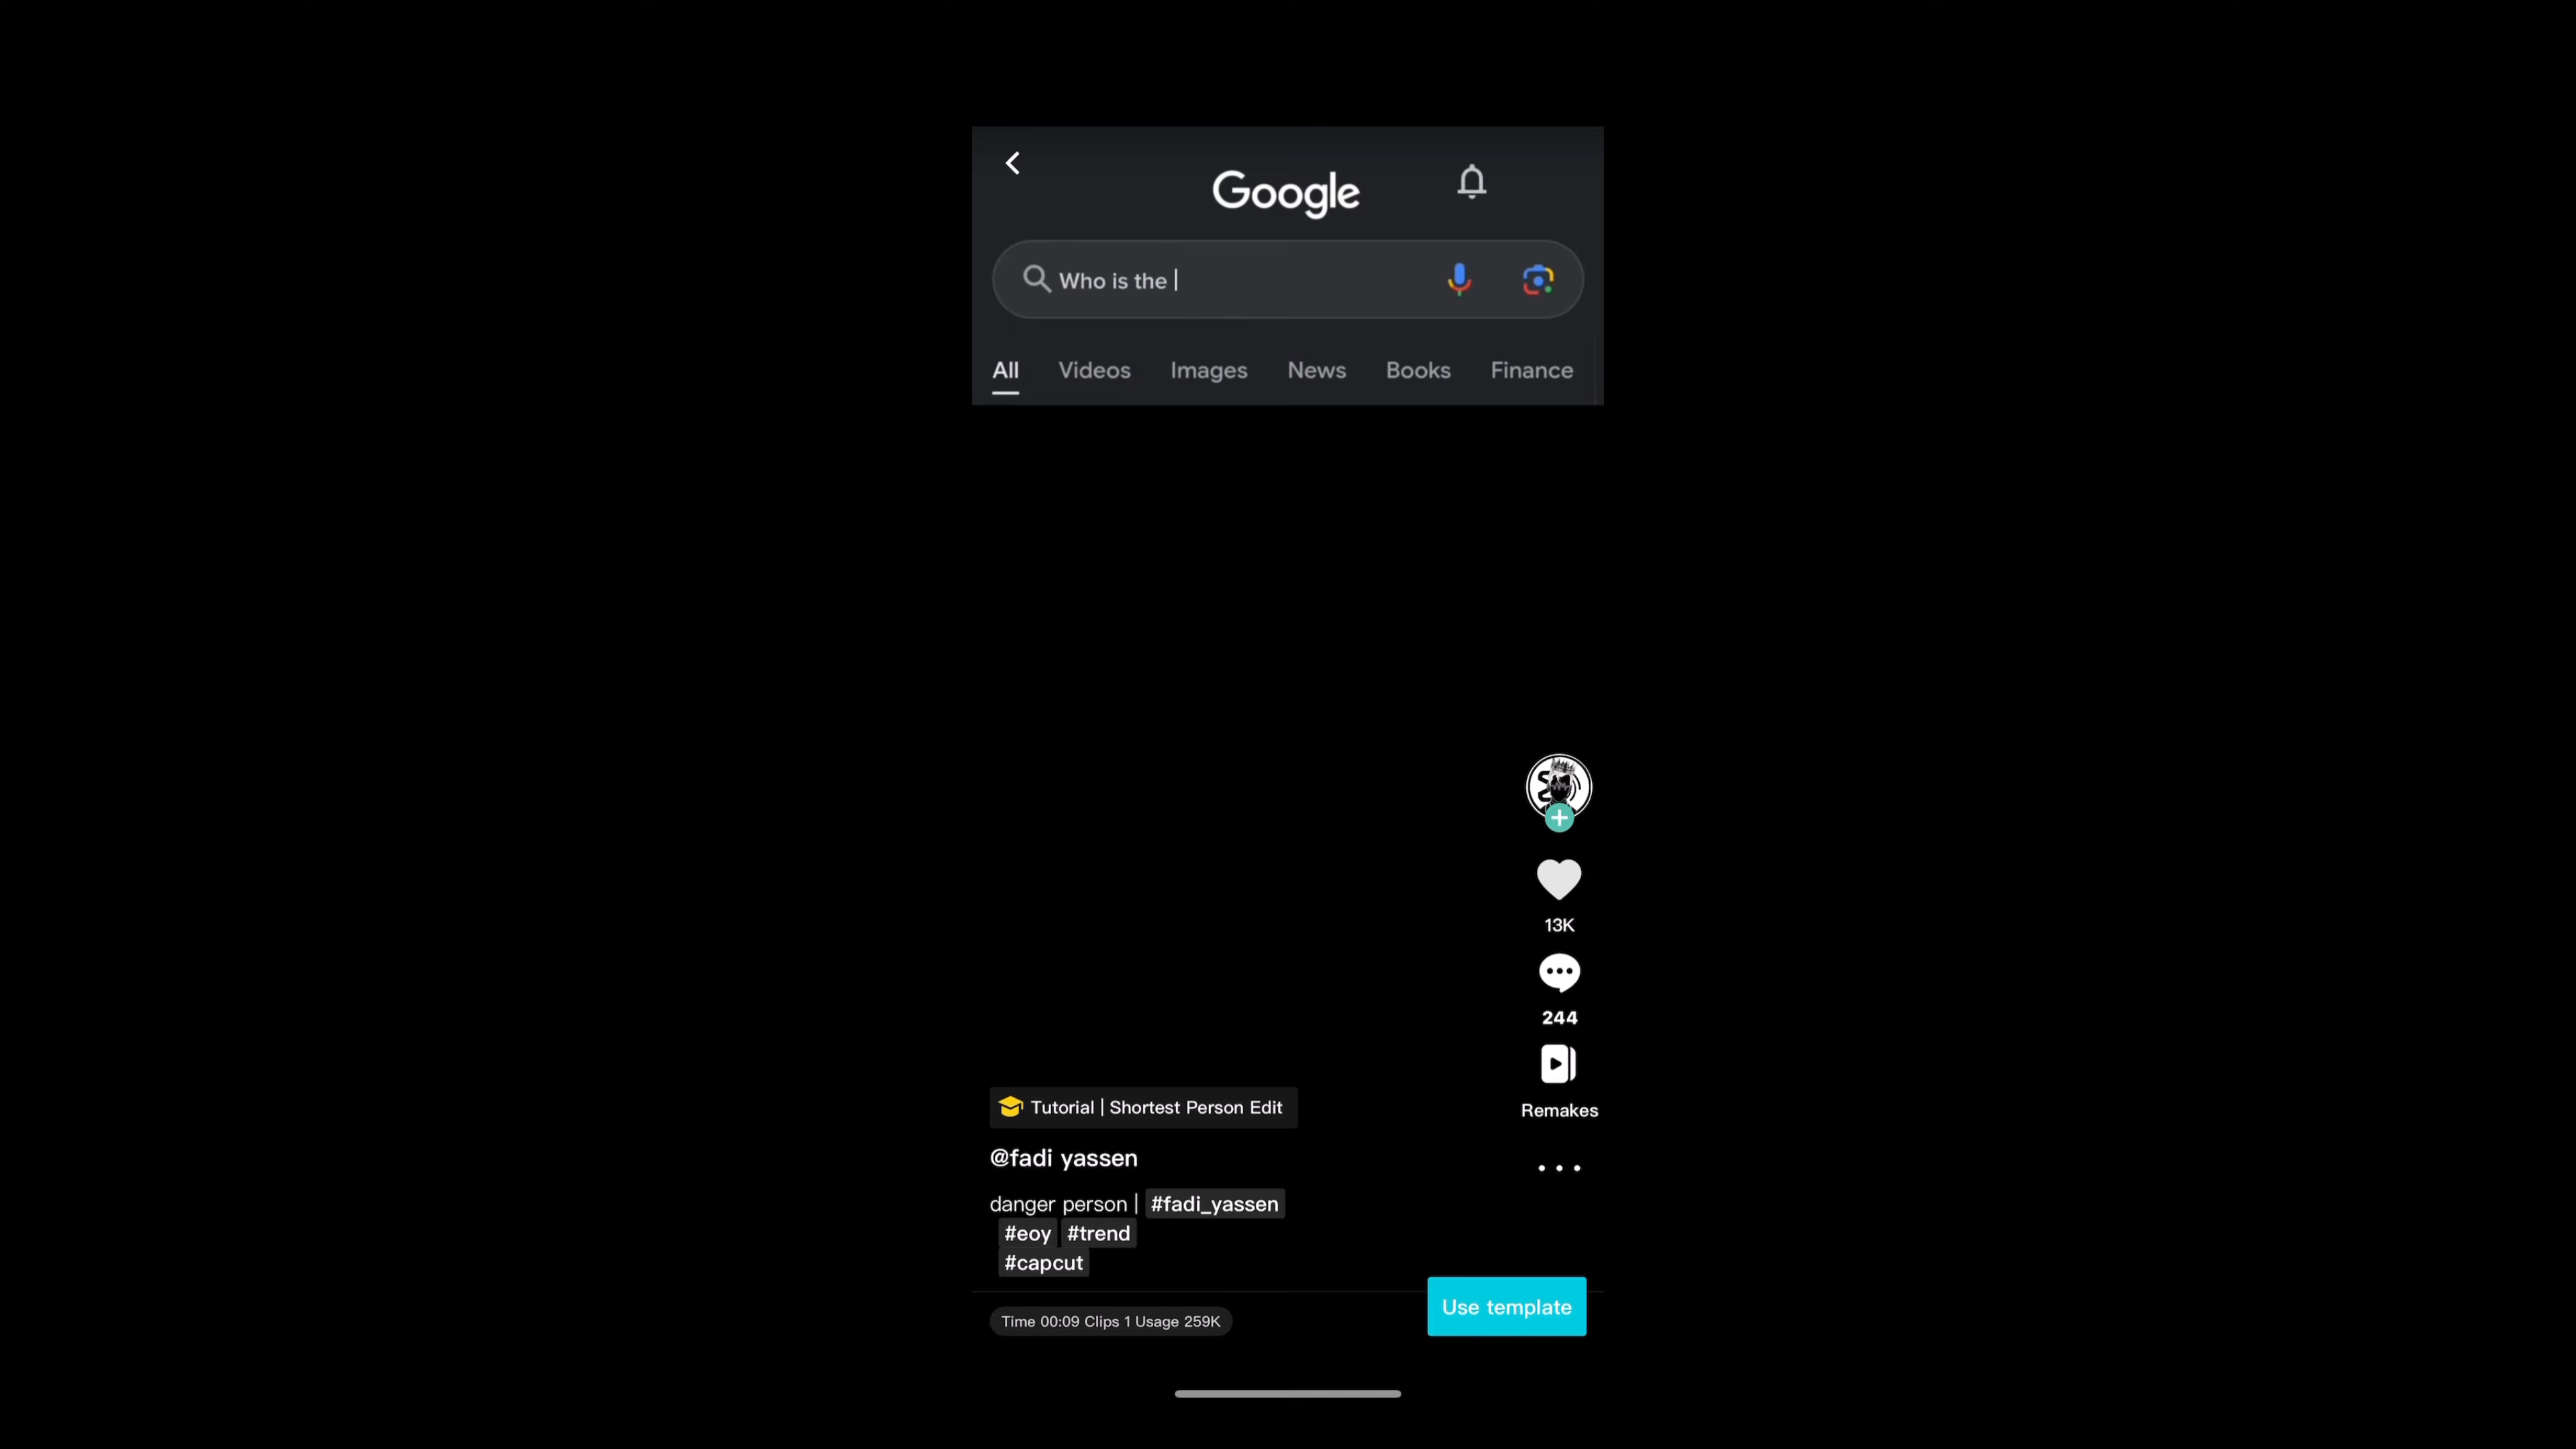 Google
Who is the
All Videos Images News Books Finance
13K
244
Remakes
Tutorial | Shortest Person Edit
@fadi yassen
danger person | #fadi_yassen
#eoy #trend
#capcut
Time 00:09 Clips 1 Usage 259K
Use template